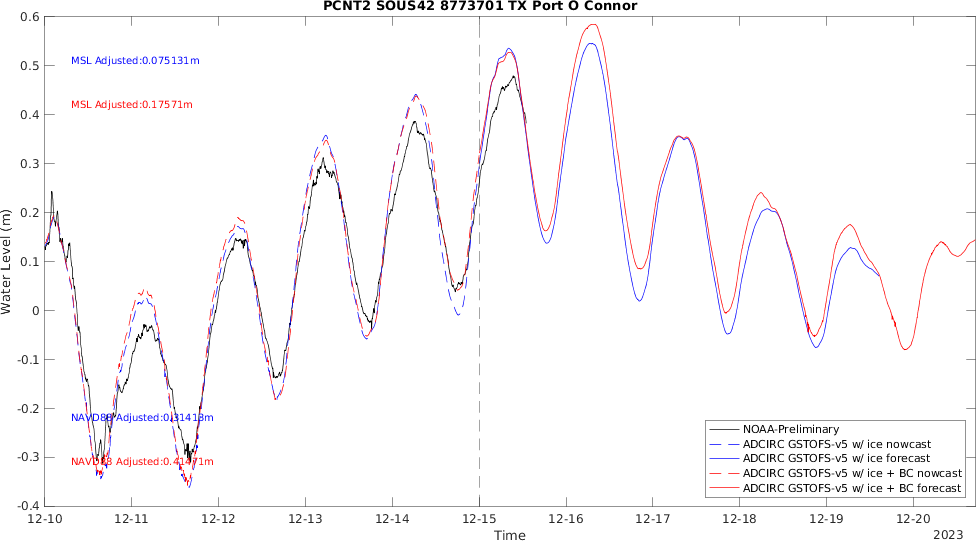 PCNT2 SOUS42 8773701 TX Port O Connor
0.6
0.5
0.4
0.3
0.2
0.1
0
-0.1
-0.2
-0.3
-0.4
Water Level (m)
MSL Adjusted:0.075131m
MSL Adjusted:0.17571m
NAVD88 Adjusted:0.31413m
NAVD88 Adjusted:0.41471m
NOAA-Preliminary
ADCIRC GSTOFS-v5 w/ ice nowcast
ADCIRC GSTOFS-v5 w/ ice forecast
ADCIRC GSTOFS-v5 w/ ice + BC nowcast
ADCIRC GSTOFS-v5 w/ ice + BC forecast
12-10 12-11 12-12 12-13 12-14 12-15 12-16 12-17 12-18 12-19 12-20
Time
2023